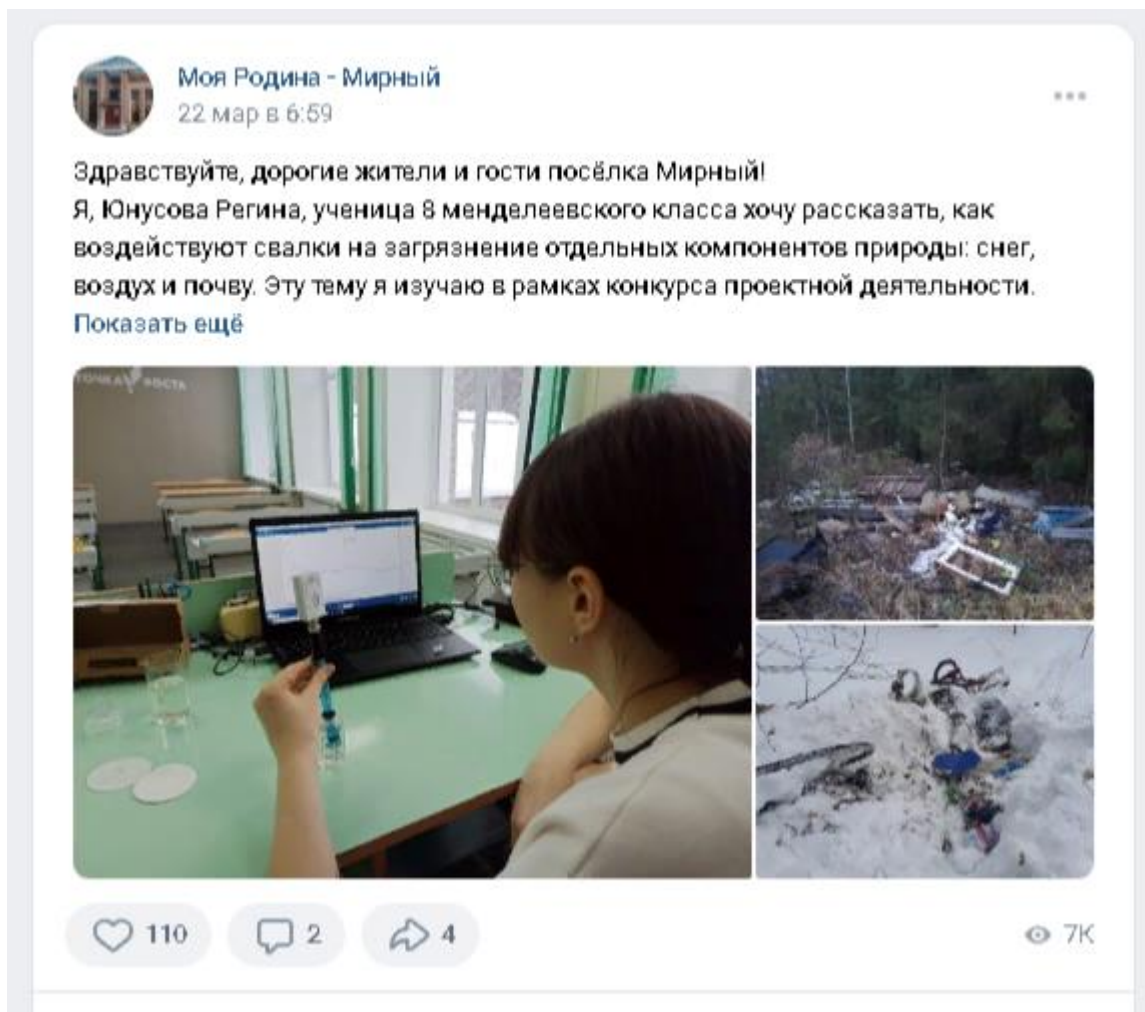 Моя Родина - Мирный
22 мар в 6:59
Здравствуйте, дорогие жители и гости посёлка Мирный!
Я, Юнусова Регина, ученица 8 менделеевского класса хочу рассказать, как
воздействуют свалки на загрязнение отдельных компонентов природы: снег,
воздух и почву. Эту тему я изучаю в рамках конкурса проектной деятельности.
Показать ещё
ТОЧКА РОСТА
110
2
4
7К